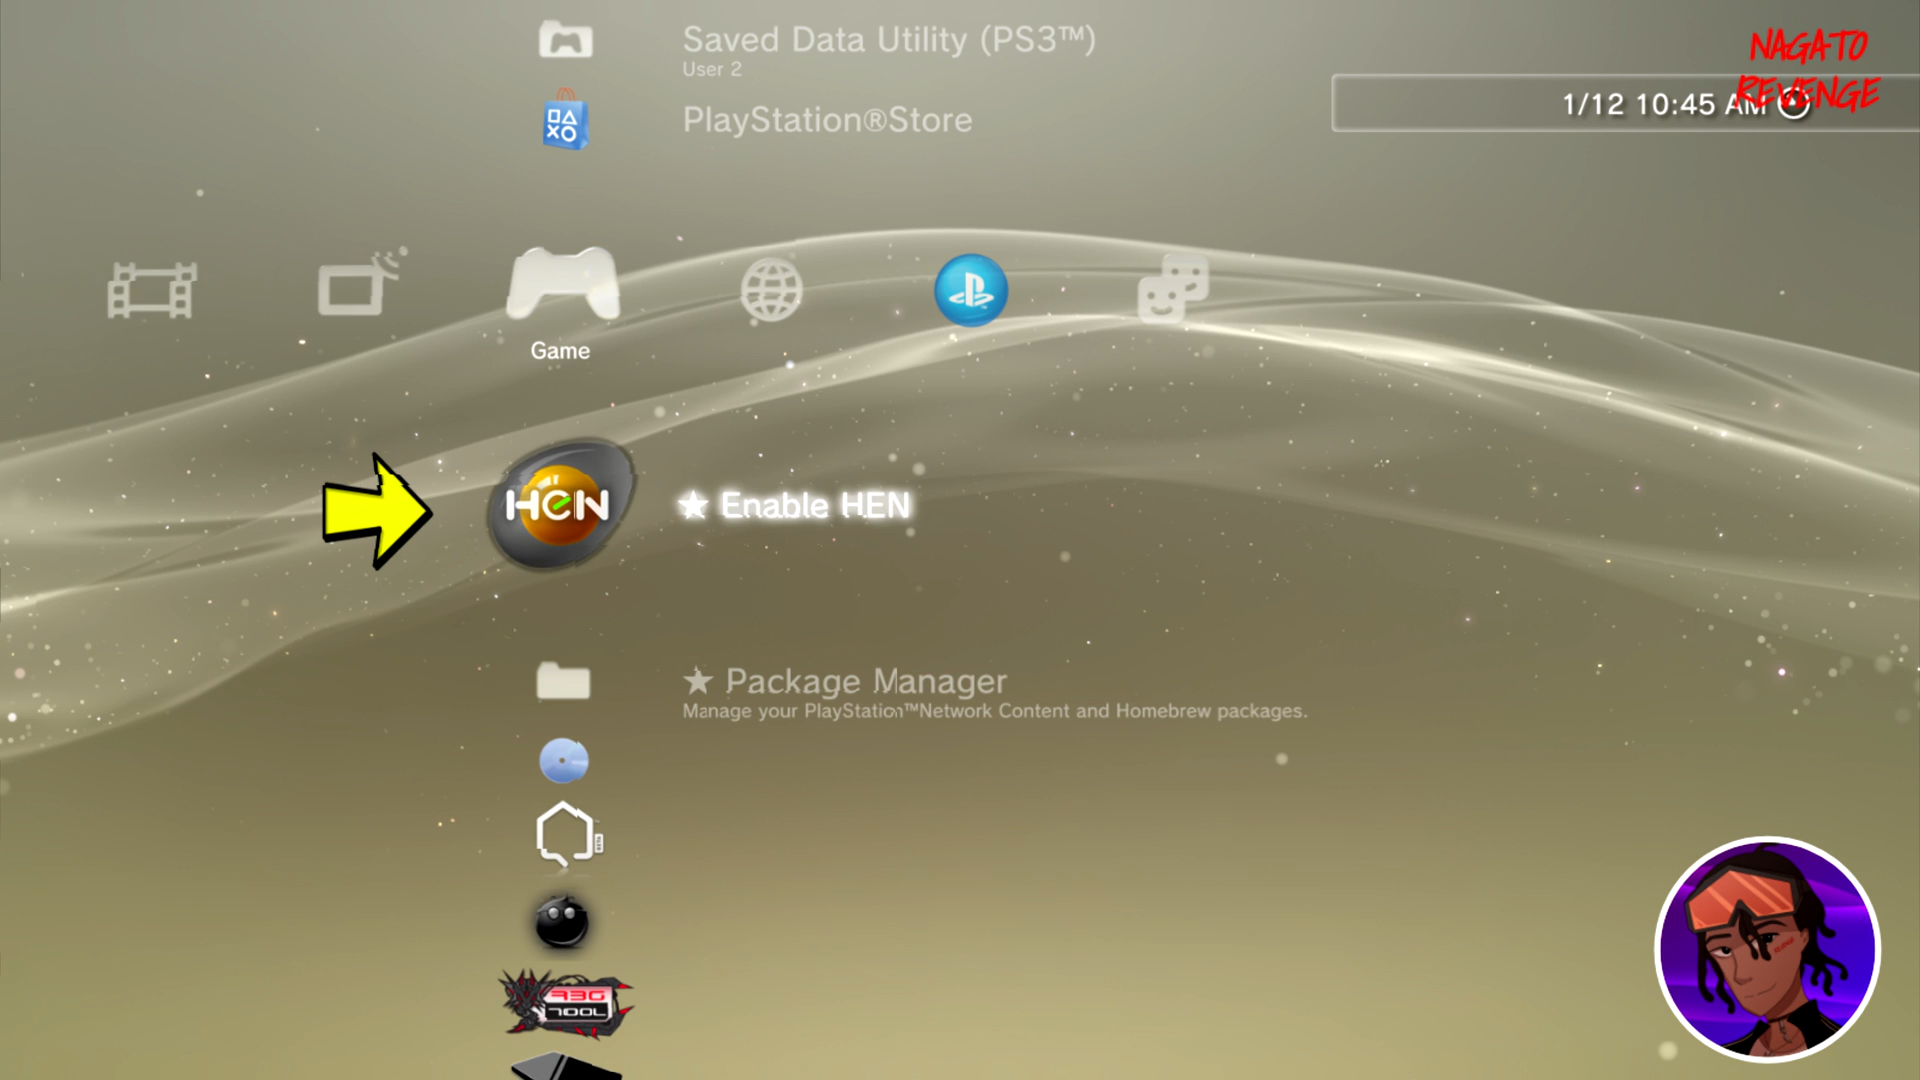 Saved Data Utility (PS3™)
User 2
PlayStation®Store
NAGATO
REVENGE
1/12 10:45 AM
Game
HEN
★ Enable HEN
★ Package Manager
Manage your PlayStation™Network Content and Homebrew packages.
TOOL